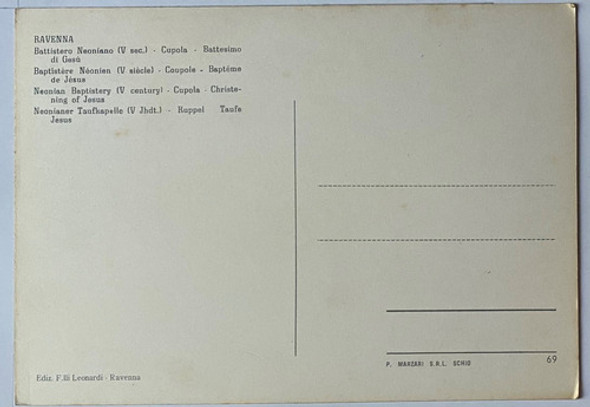 RAVENNA
Battistero Neoniano (V sec.) - Cupola - Battesimo
di Gesù
Baptistère Néonien (V siècle) - Coupole - Baptême
de Jésus
Neonian Baptistery (V century) - Cupola - Christe-
ning of Jesus
Neonianer Taufkapelle (V Jhdt.) - Kuppel Taufe
Jesus
Ediz. F.lli Leonardi - Ravenna
P. MARZARI S.R.L. SCHIO
69